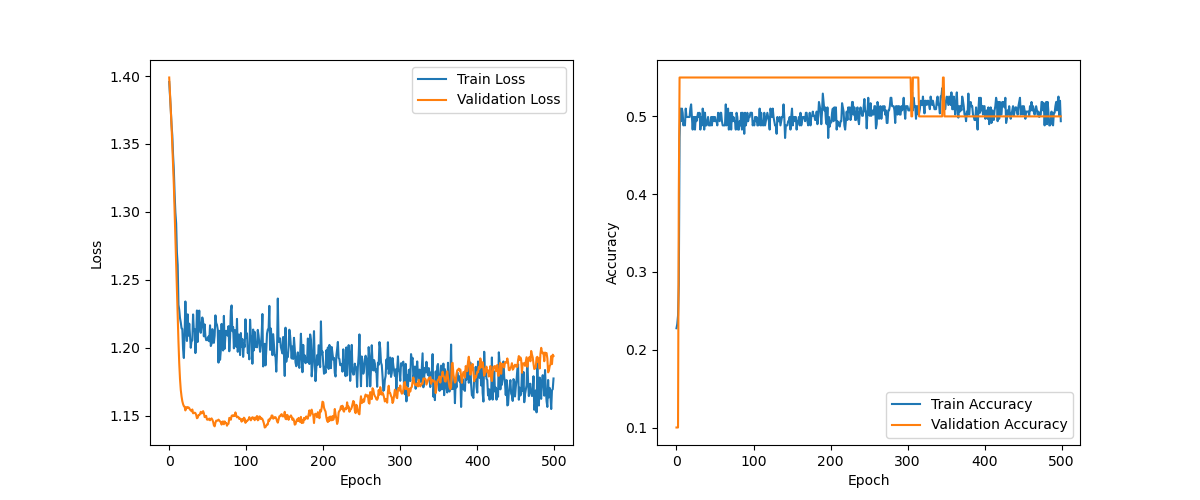 1.40
1.35
1.30
1.25
1.20
1.15
0
100
200
300
400
500
Loss
Epoch
Train Loss
Validation Loss
0.5
0.4
0.3
0.2
0.1
0
100
200
300
400
500
Accuracy
Epoch
Train Accuracy
Validation Accuracy